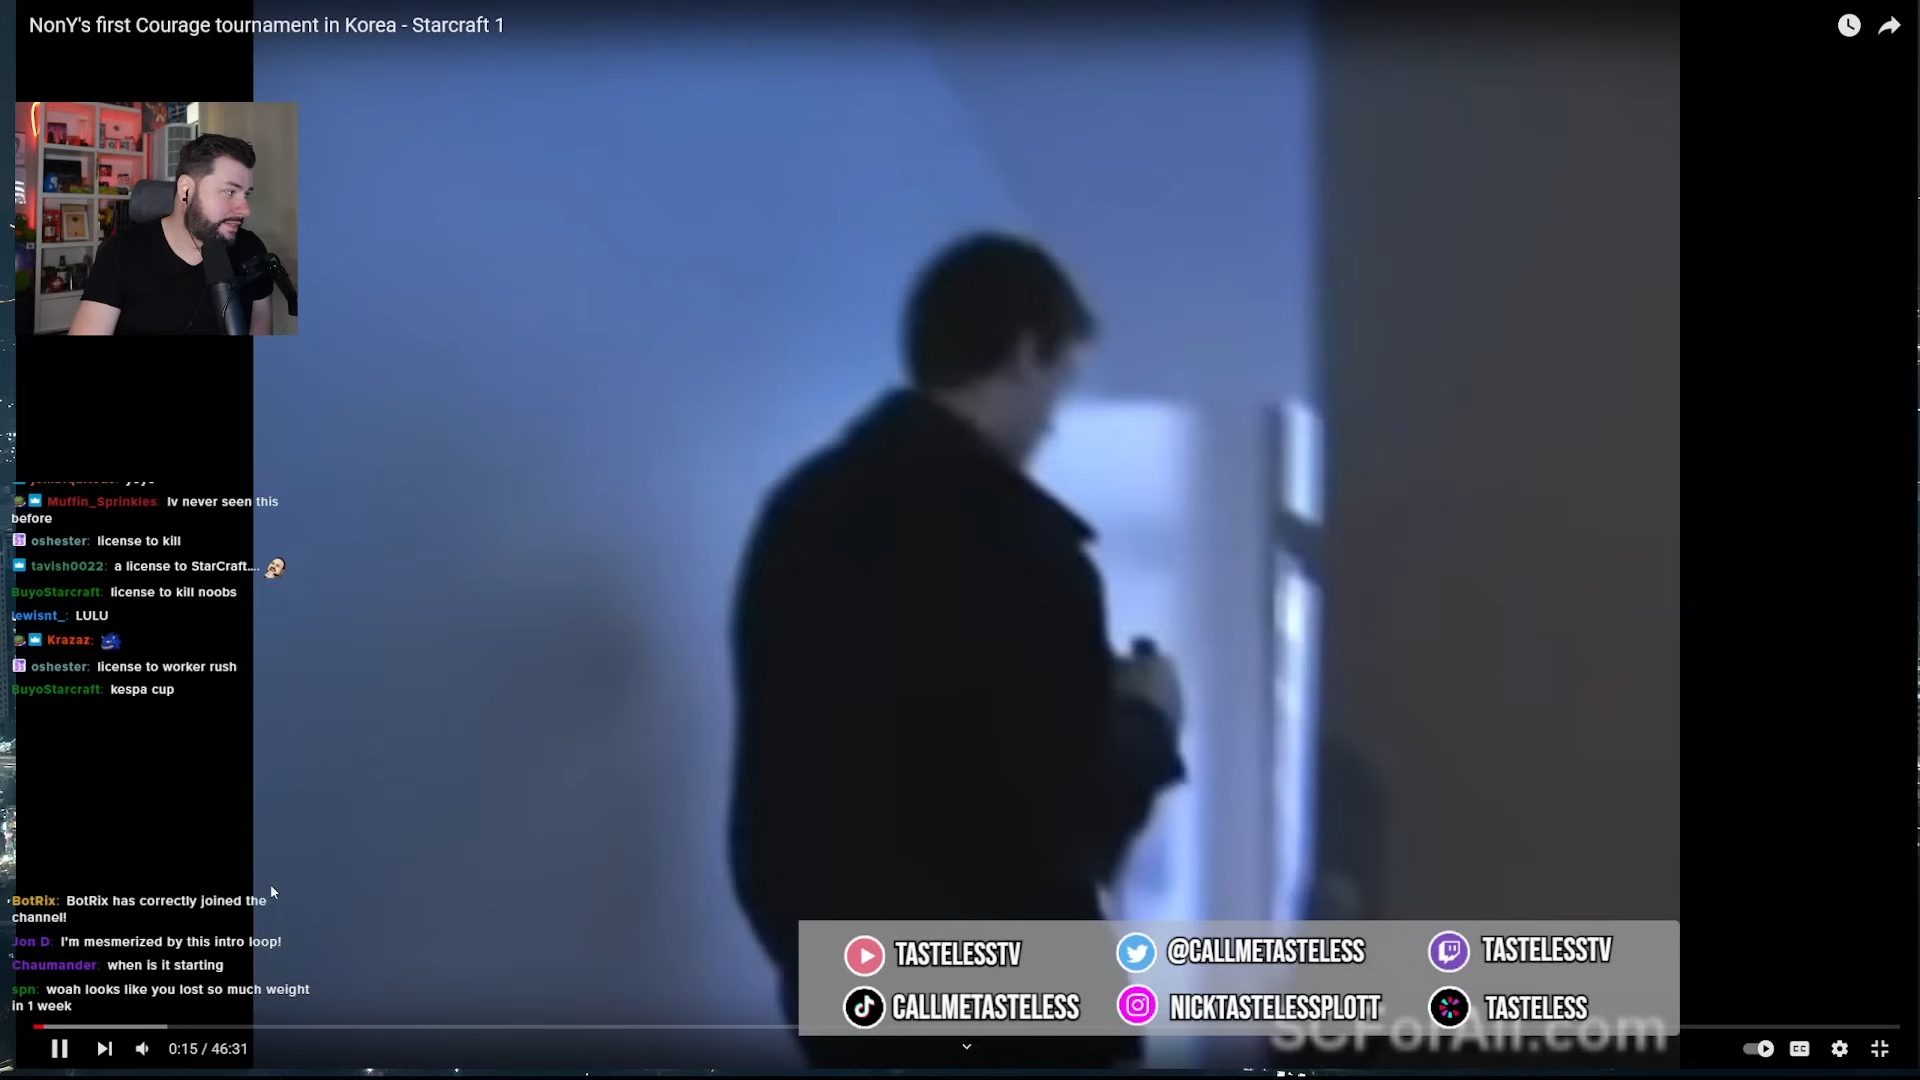 NonY's first Courage tournament in Korea - Starcraft 1
Muffin_Sprinkles: Iv never seen this
before
oshester: license to kill
tavish0022: a license to StarCraft....
BuyoStarcraft: license to kill noobs
lewisnt_: LULU
Krazaz:
oshester: license to worker rush
BuyoStarcraft: kespa cup
BotRix: BotRix has correctly joined the
channel!
Jon D: I'm mesmerized by this intro loop!
Chaumander: when is it starting
spn: woah looks like you lost so much weight
in 1 week
TASTELESSTV
@CALLMETASTELESS
TASTELESSTV
CALLMETASTELESS
NICKTASTELESSPLOTT
TASTELESS
SCForAll.com
0:15 / 46:31
CC